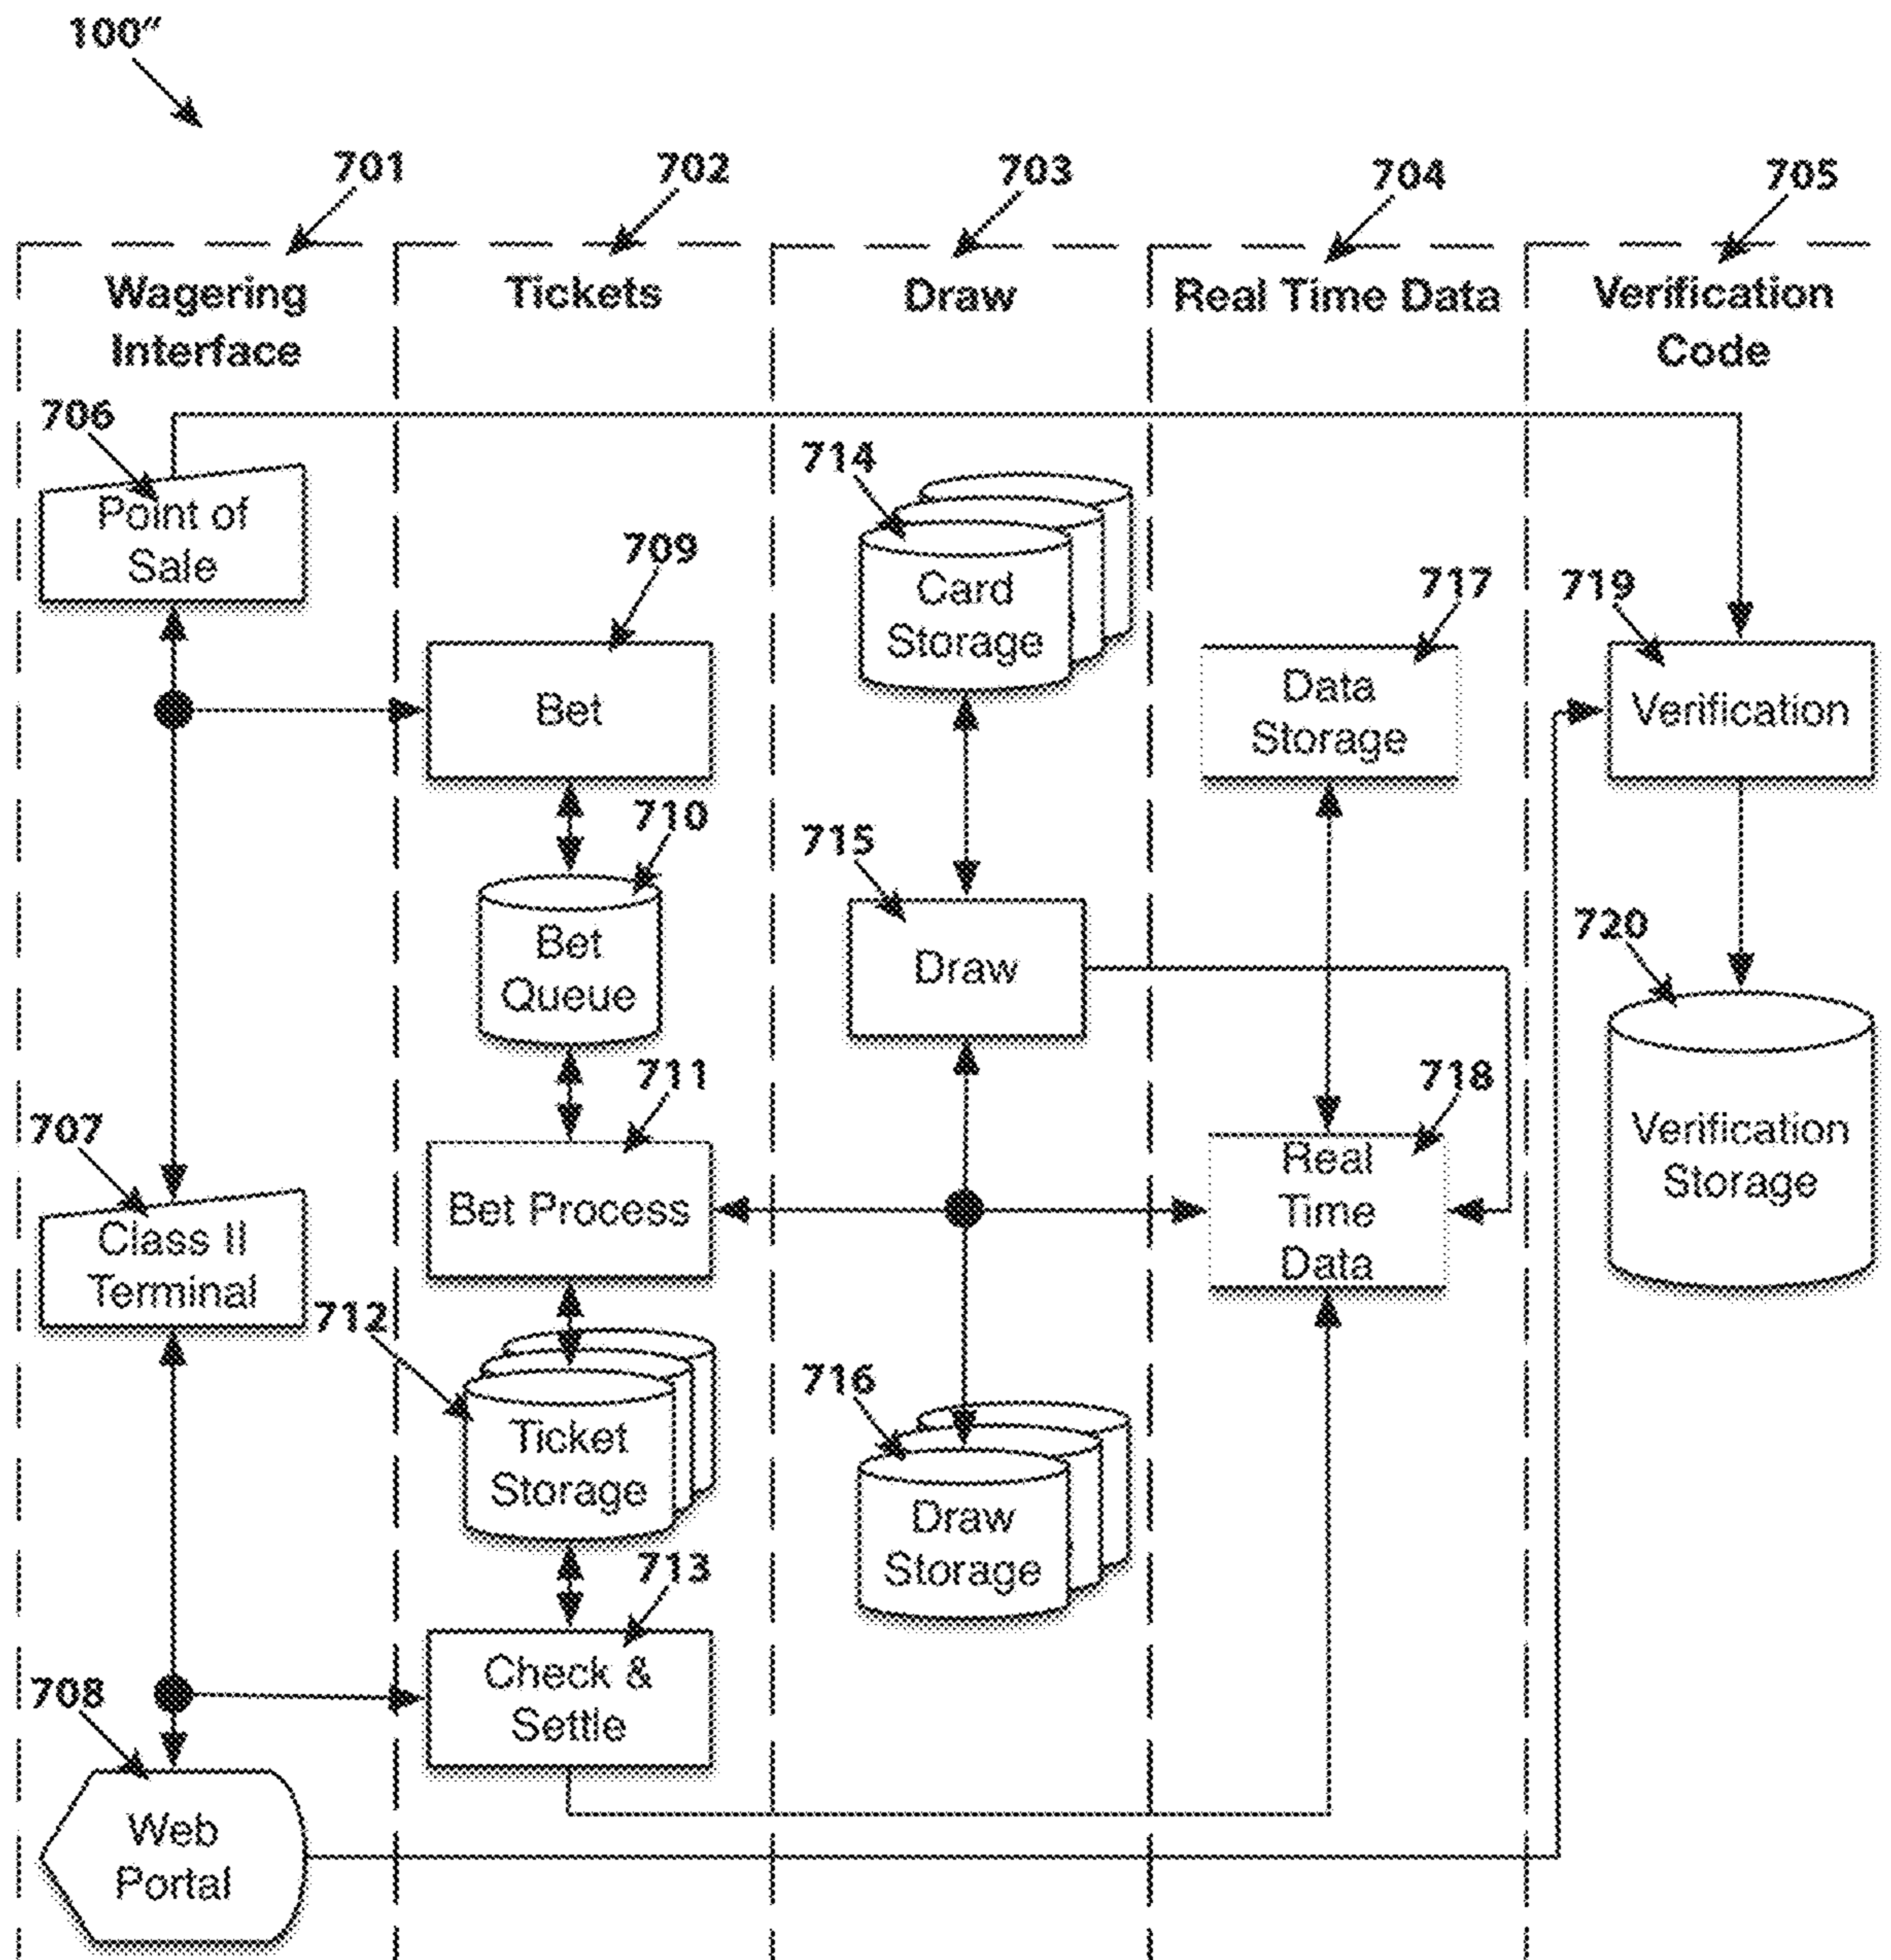 100"
701
702
703
704
705
Wagering
Interface
Tickets
Draw
Real Time Data
Verification
Code
706
Point of
Sale
707
Class II
Terminal
708
Web
Portal
709
Bet
710
Bet
Queue
711
Bet Process
712
Ticket
Storage
713
Check &
Settle
714
Card
Storage
715
Draw
716
Draw
Storage
717
Data
Storage
718
Real
Time
Data
719
Verification
720
Verification
Storage